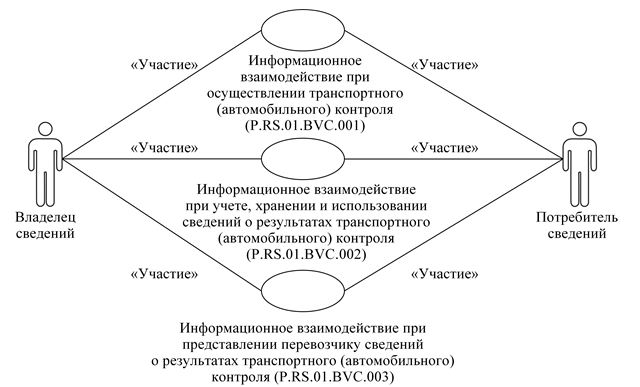 «Участие»
«Участие»
Информационное
взаимодействие при
осуществлении транспортного
(автомобильного) контроля
(P.RS.01.BVC.001)
«Участие»
«Участие»
Информационное взаимодействие
при учете, хранении и использовании
сведений о результатах транспортного
(автомобильного) контроля
(P.RS.01.BVC.002)
Владелец
сведений
Потребитель
сведений
«Участие»
«Участие»
Информационное взаимодействие при
представлении перевозчику сведений
о результатах транспортного (автомобильного)
контроля (P.RS.01.BVC.003)